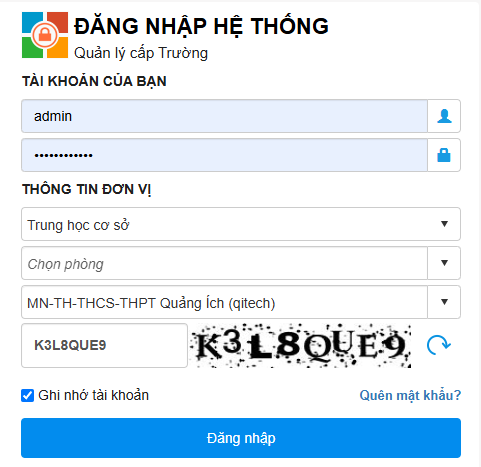 ĐĂNG NHẬP HỆ THỐNG
Quản lý cấp Trường
TÀI KHOẢN CỦA BẠN
admin
••••••••••••
THÔNG TIN ĐƠN VỊ
Trung học cơ sở
Chọn phòng
MN-TH-THCS-THPT Quảng Ích (qitech)
K3L8QUE9 K3L8QUE9
Ghi nhớ tài khoản Quên mật khẩu?
Đăng nhập